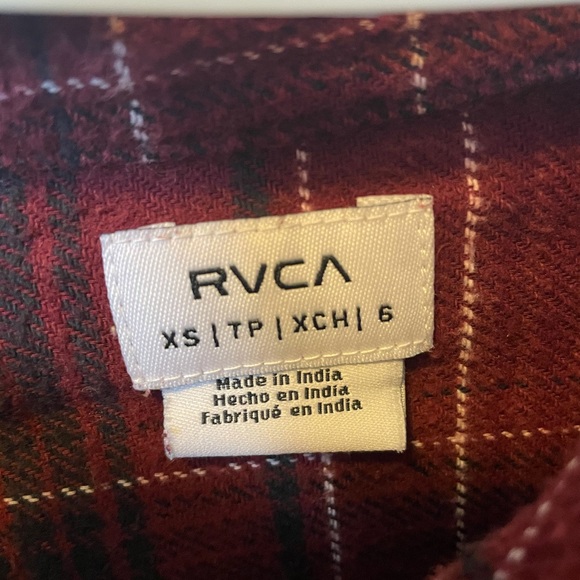 RVCA
XS | TP | XCH | 6
Made in India
Hecho en India
Fabriqué en India